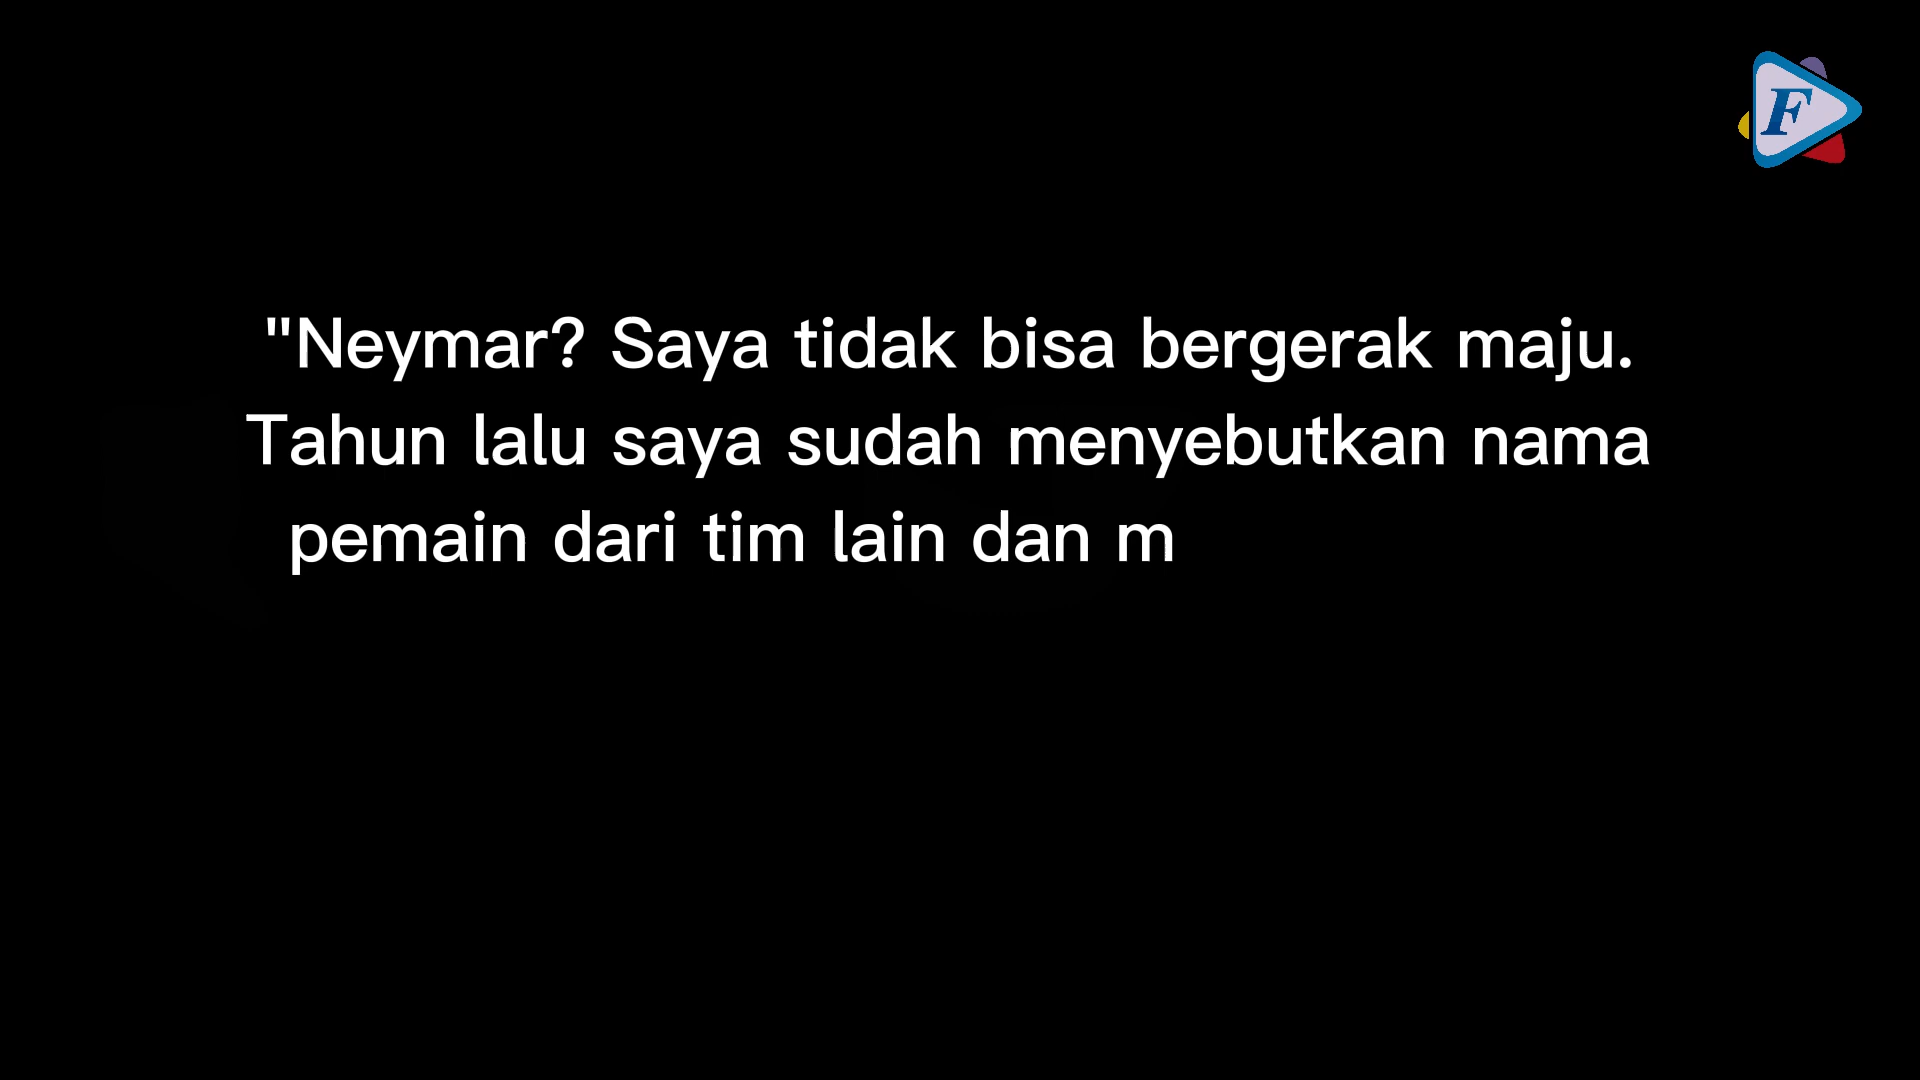 F
"Neymar? Saya tidak bisa bergerak maju.
Tahun lalu saya sudah menyebutkan nama
pemain dari tim lain dan m